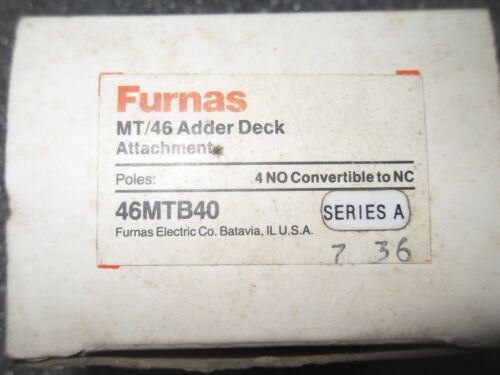 Furnas
MT/46 Adder Deck
Attachment
Poles: 4 NO Convertible to NC
46MTB40 SERIES A
Furnas Electric Co. Batavia, IL U.S.A.
7 36